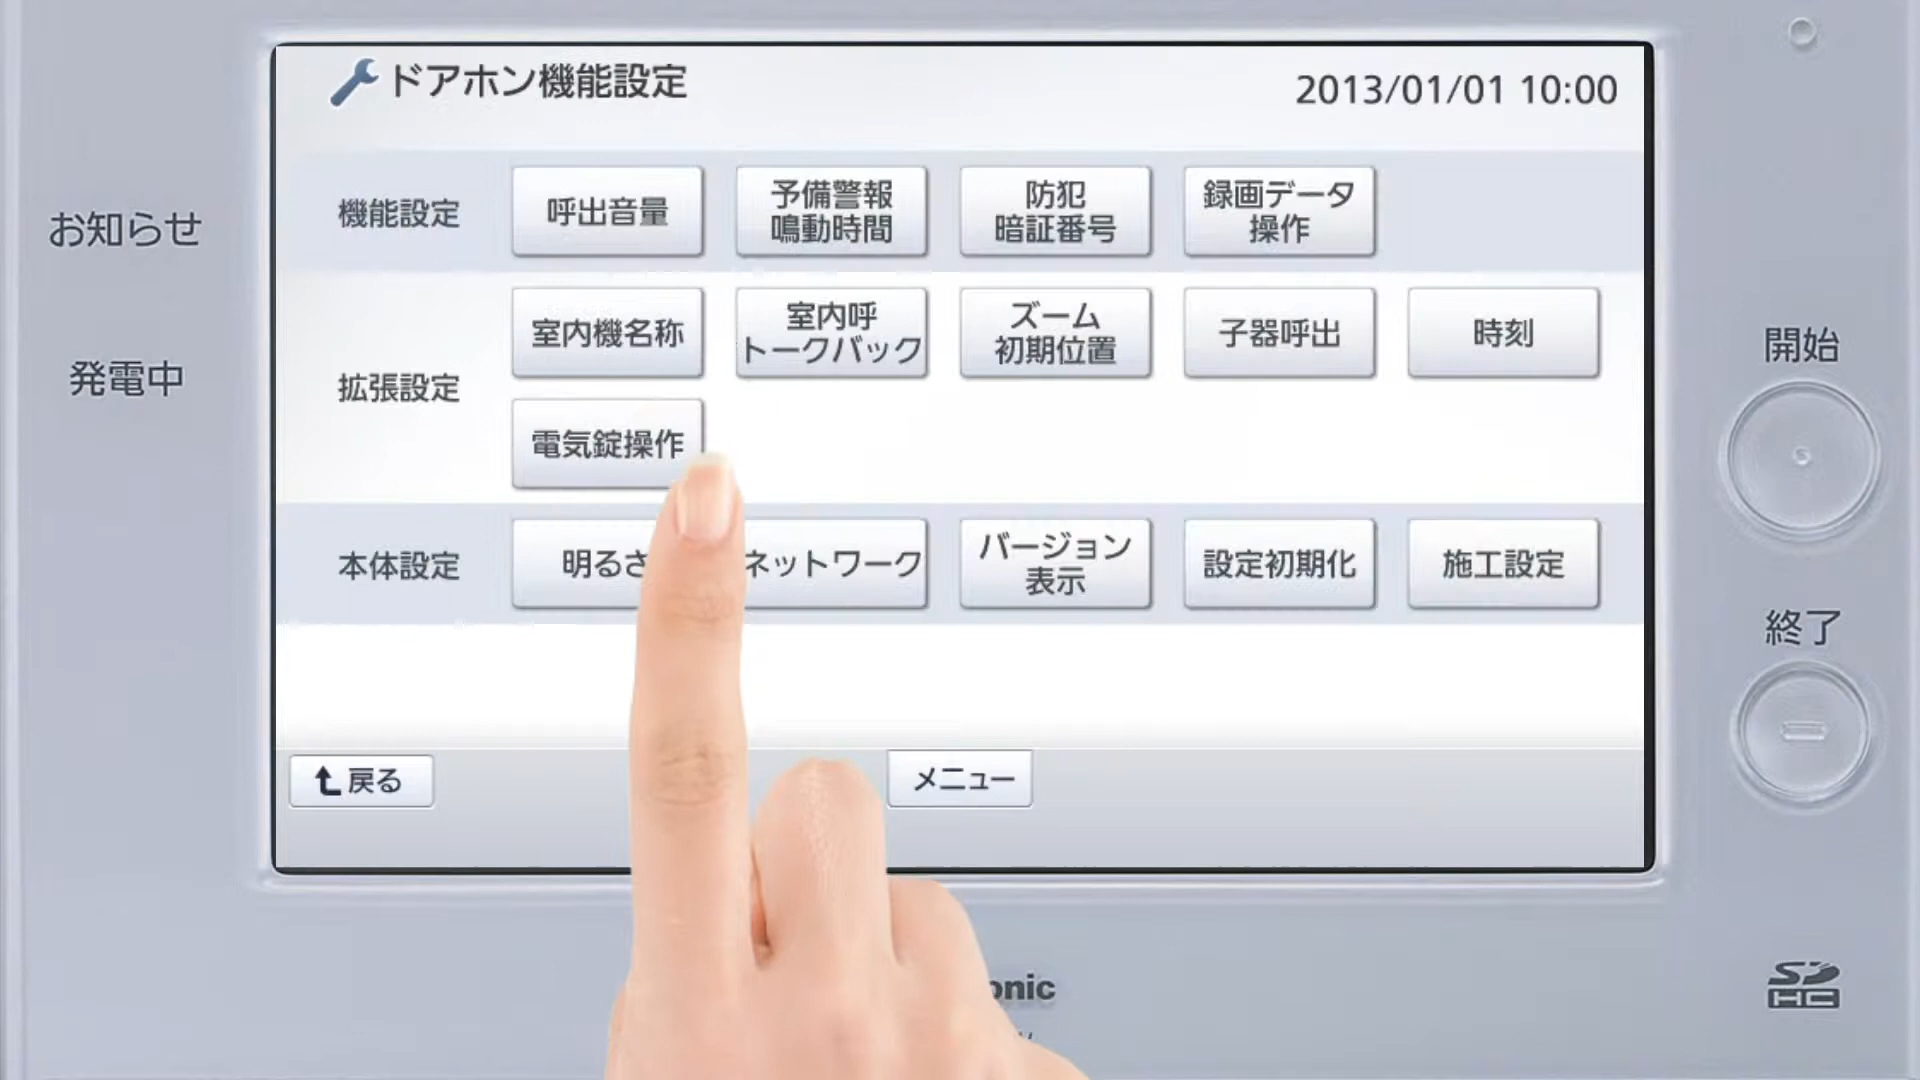 ドアホン機能設定
2013/01/01 10:00
機能設定
呼出音量
予備警報
鳴動時間
防犯
暗証番号
録画データ
操作
拡張設定
室内機名称
室内呼
トークバック
ズーム
初期位置
子器呼出
時刻
電気錠操作
本体設定
明るさ
ネットワーク
バージョン
表示
設定初期化
施工設定
戻る
メニュー
お知らせ
発電中
開始
終了
SD
HC